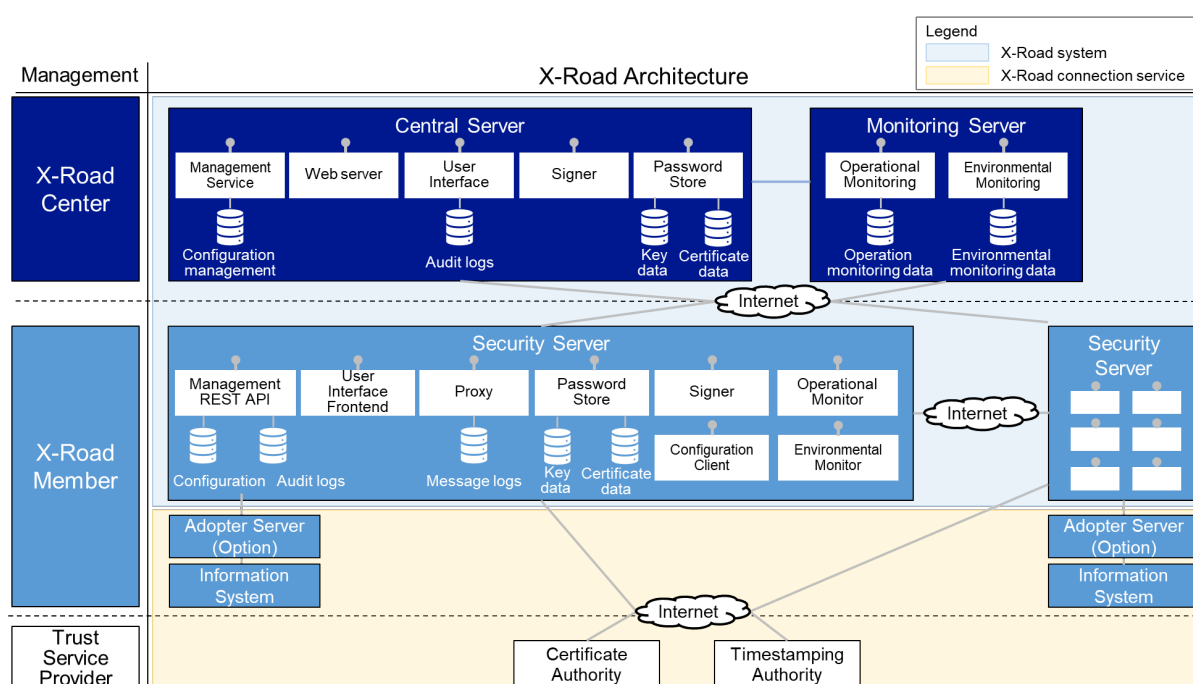 Legend
X-Road system
X-Road connection service
Management
X-Road Architecture
X-Road
Center
Central Server
Management
Service
Web server
User
Interface
Signer
Password
Store
Configuration
management
Audit logs
Key
data
Certificate
data
Monitoring Server
Operational
Monitoring
Environmental
Monitoring
Operation
monitoring data
Environmental
monitoring data
Internet
X-Road
Member
Security Server
Management
REST API
User
Interface
Frontend
Proxy
Password
Store
Signer
Operational
Monitor
Configuration
Client
Environmental
Monitor
Configuration
Audit logs
Message logs
Key
data
Certificate
data
Internet
Security
Server
Adopter Server
(Option)
Information
System
Adopter Server
(Option)
Information
System
Internet
Trust
Service
Provider
Certificate
Authority
Timestamping
Authority